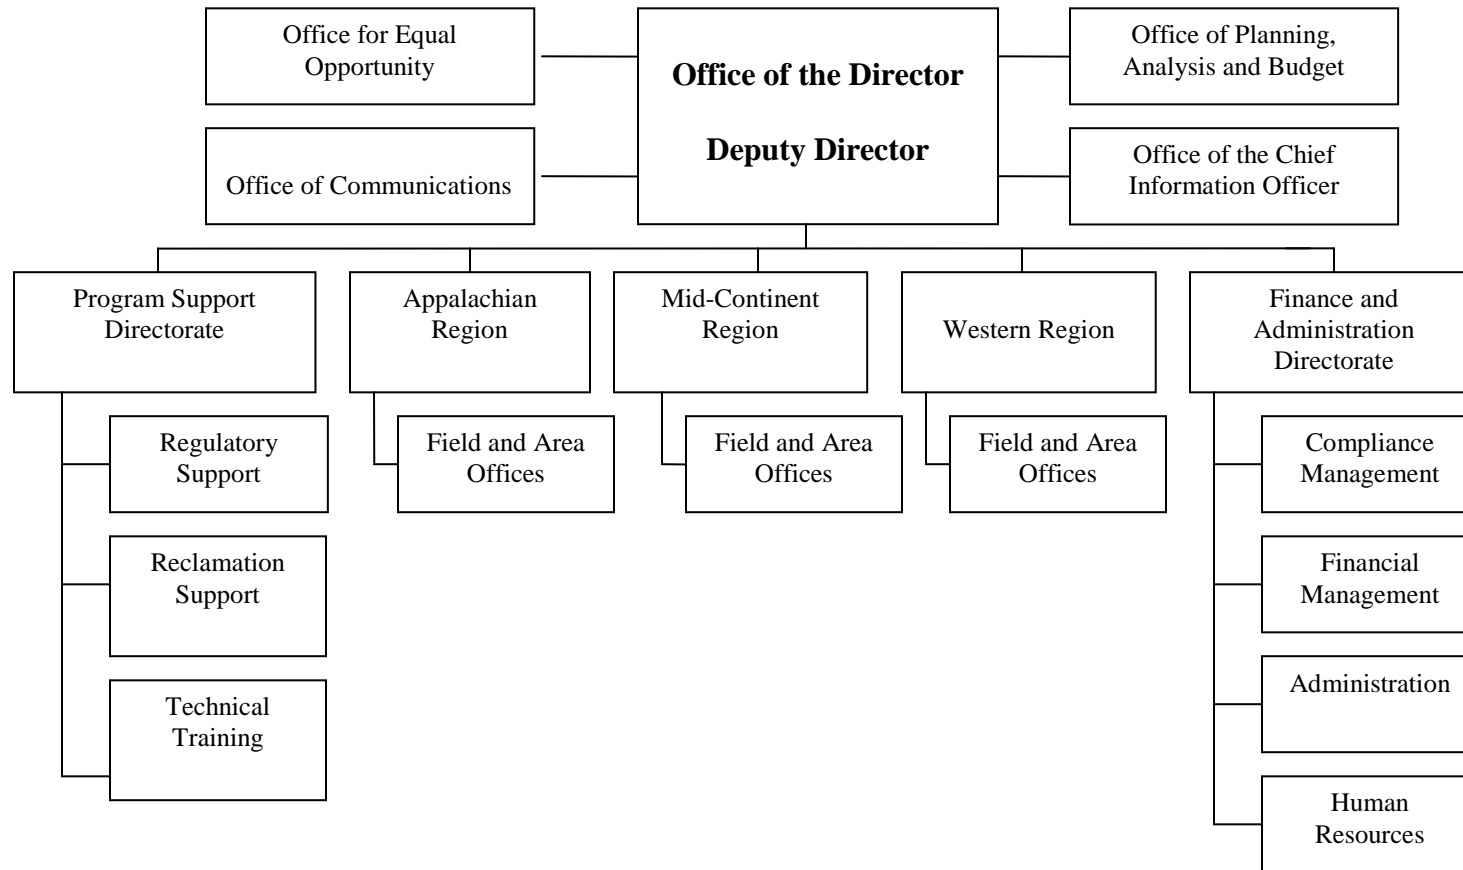 Office for Equal
Opportunity
Office of the Director
Deputy Director
Office of Planning,
Analysis and Budget
Office of Communications
Office of the Chief
Information Officer
Program Support
Directorate
Appalachian
Region
Mid-Continent
Region
Western Region
Finance and
Administration
Directorate
Regulatory
Support
Field and Area
Offices
Field and Area
Offices
Field and Area
Offices
Compliance
Management
Reclamation
Support
Financial
Management
Technical
Training
Administration
Human
Resources